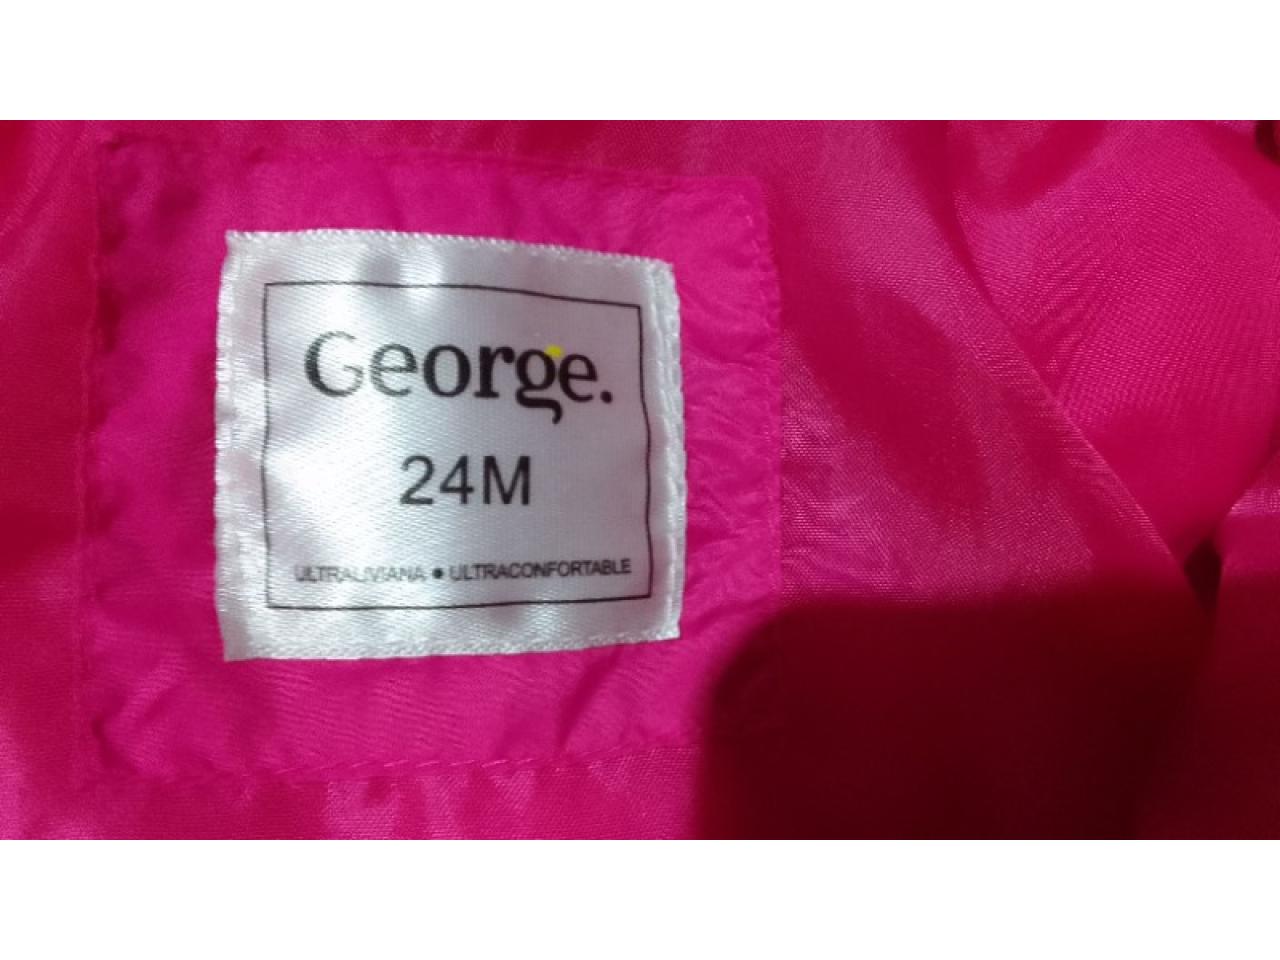 George.
24M
ULTRALIVIANA ● ULTRACONFORTABLE